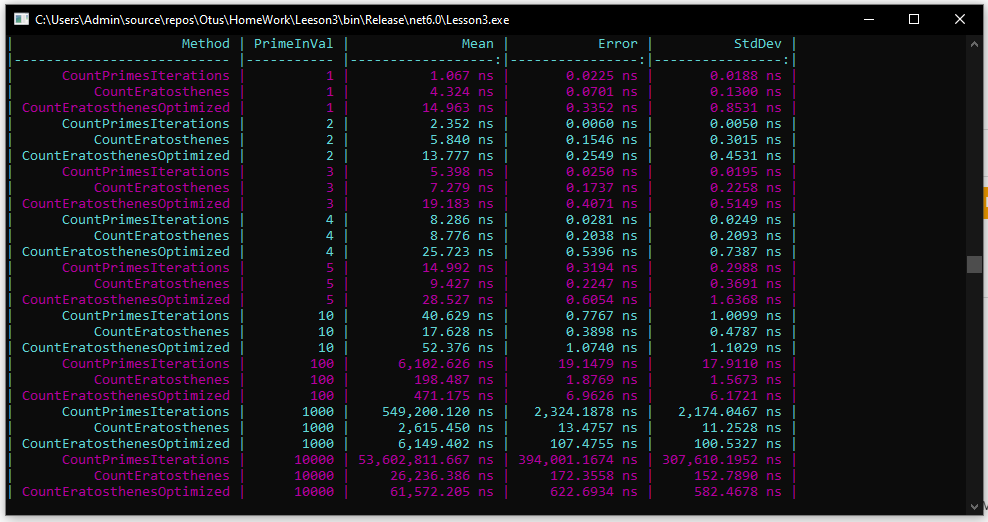 C:\Users\Admin\source\repos\Otus\HomeWork\Leeson3\bin\Release\net6.0\Lesson3.exe
| Method | PrimeInVal | Mean | Error | StdDev |
|--------------------------- |----------- |------------------:|----------------:|----------------:|
| CountPrimesIterations | 1 | 1.067 ns | 0.0225 ns | 0.0188 ns |
| CountEratosthenes | 1 | 4.324 ns | 0.0701 ns | 0.1300 ns |
| CountEratosthenesOptimized | 1 | 14.963 ns | 0.3352 ns | 0.8531 ns |
| CountPrimesIterations | 2 | 2.352 ns | 0.0060 ns | 0.0050 ns |
| CountEratosthenes | 2 | 5.840 ns | 0.1546 ns | 0.3015 ns |
| CountEratosthenesOptimized | 2 | 13.777 ns | 0.2549 ns | 0.4531 ns |
| CountPrimesIterations | 3 | 5.398 ns | 0.0250 ns | 0.0195 ns |
| CountEratosthenes | 3 | 7.279 ns | 0.1737 ns | 0.2258 ns |
| CountEratosthenesOptimized | 3 | 19.183 ns | 0.4071 ns | 0.5149 ns |
| CountPrimesIterations | 4 | 8.286 ns | 0.0281 ns | 0.0249 ns |
| CountEratosthenes | 4 | 8.776 ns | 0.2038 ns | 0.2093 ns |
| CountEratosthenesOptimized | 4 | 25.723 ns | 0.5396 ns | 0.7387 ns |
| CountPrimesIterations | 5 | 14.992 ns | 0.3194 ns | 0.2988 ns |
| CountEratosthenes | 5 | 9.427 ns | 0.2247 ns | 0.3691 ns |
| CountEratosthenesOptimized | 5 | 28.527 ns | 0.6054 ns | 1.6368 ns |
| CountPrimesIterations | 10 | 40.629 ns | 0.7767 ns | 1.0099 ns |
| CountEratosthenes | 10 | 17.628 ns | 0.3898 ns | 0.4787 ns |
| CountEratosthenesOptimized | 10 | 52.376 ns | 1.0740 ns | 1.1029 ns |
| CountPrimesIterations | 100 | 6,102.626 ns | 19.1479 ns | 17.9110 ns |
| CountEratosthenes | 100 | 198.487 ns | 1.8769 ns | 1.5673 ns |
| CountEratosthenesOptimized | 100 | 471.175 ns | 6.9626 ns | 6.1721 ns |
| CountPrimesIterations | 1000 | 549,200.120 ns | 2,324.1878 ns | 2,174.0467 ns |
| CountEratosthenes | 1000 | 2,615.450 ns | 13.4757 ns | 11.2528 ns |
| CountEratosthenesOptimized | 1000 | 6,149.402 ns | 107.4755 ns | 100.5327 ns |
| CountPrimesIterations | 10000 | 53,602,811.667 ns | 394,001.1674 ns | 307,610.1952 ns |
| CountEratosthenes | 10000 | 26,236.386 ns | 172.3558 ns | 152.7890 ns |
| CountEratosthenesOptimized | 10000 | 61,572.205 ns | 622.6934 ns | 582.4678 ns |